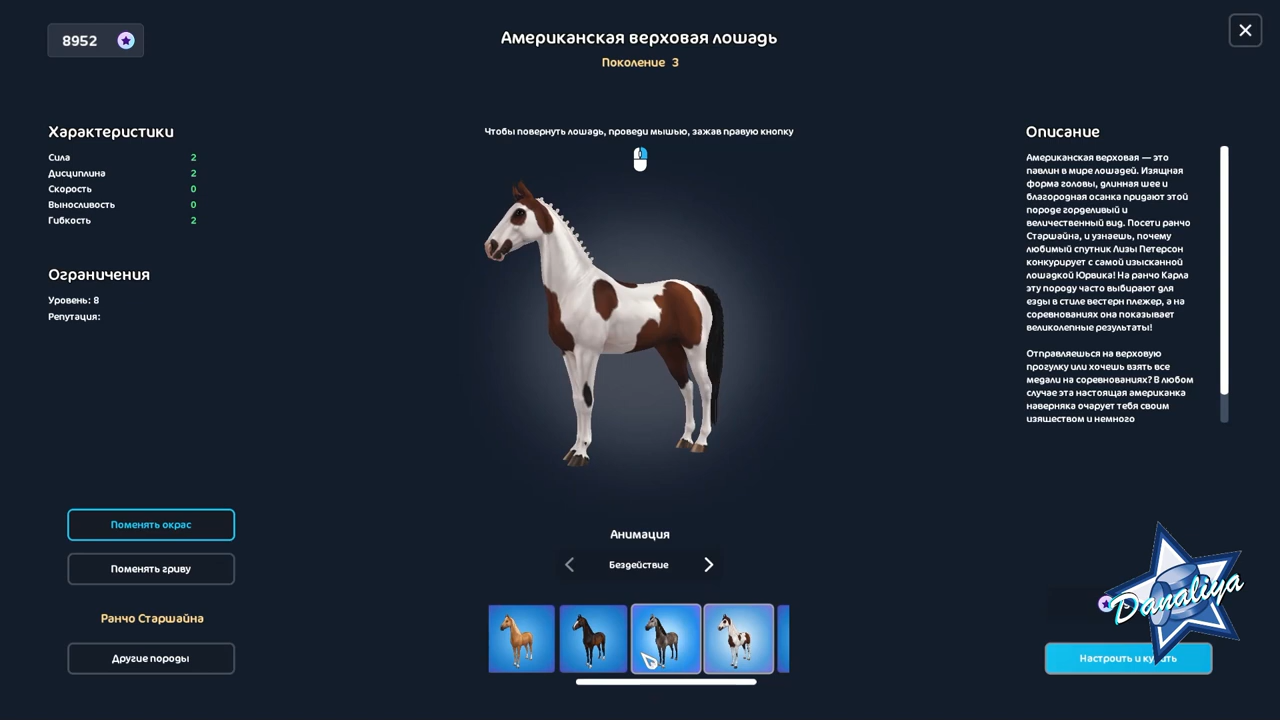 8952
Американская верховая лошадь
Поколение 3
Характеристики
Сила 2
Дисциплина 2
Скорость 0
Выносливость 0
Гибкость 2
Ограничения
Уровень: 8
Репутация:
Чтобы повернуть лошадь, проведи мышью, зажав правую кнопку
Описание
Американская верховая — это
павлин в мире лошадей. Изящная
форма головы, длинная шее и
благородная осанка придают этой
породе горделивый и
величественный вид. Посети ранчо
Старшайна, и узнаешь, почему
любимый спутник Лизы Петерсон
конкурирует с самой изысканной
лошадкой Юрвика! На ранчо Карла
эту породу часто выбирают для
езды в стиле вестерн плежер, а на
соревнованиях она показывает
великолепные результаты!
Отправляешься на верховую
прогулку или хочешь взять все
медали на соревнованиях? В любом
случае эта настоящая американка
наверняка очарует тебя своим
изяществом и немного
Поменять окрас
Поменять гриву
Ранчо Старшайна
Другие породы
Анимация
Бездействие
Danaliya
Настроить и купить